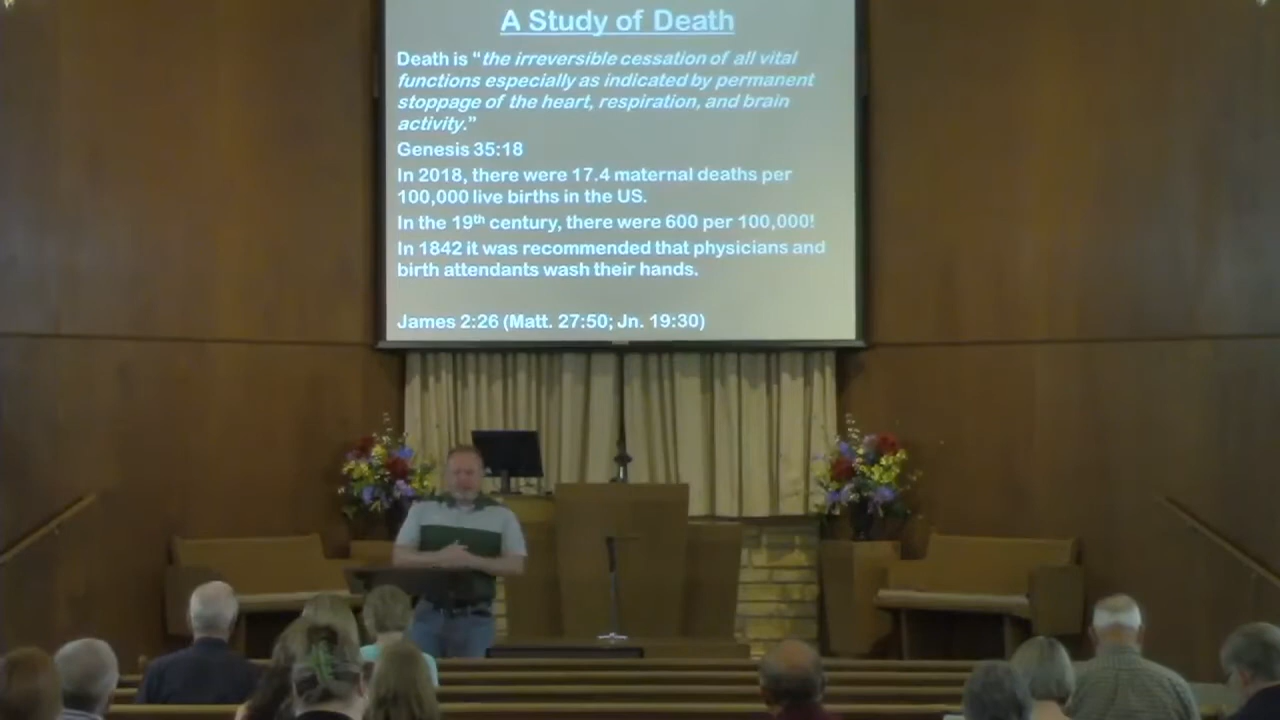 A Study of Death
Death is "the irreversible cessation of all vital
functions especially as indicated by permanent
stoppage of the heart, respiration, and brain
activity."
Genesis 35:18
In 2018, there were 17.4 maternal deaths per
100,000 live births in the US.
In the 19th century, there were 600 per 100,000!
In 1842 it was recommended that physicians and
birth attendants wash their hands.
James 2:26 (Matt. 27:50; Jn. 19:30)